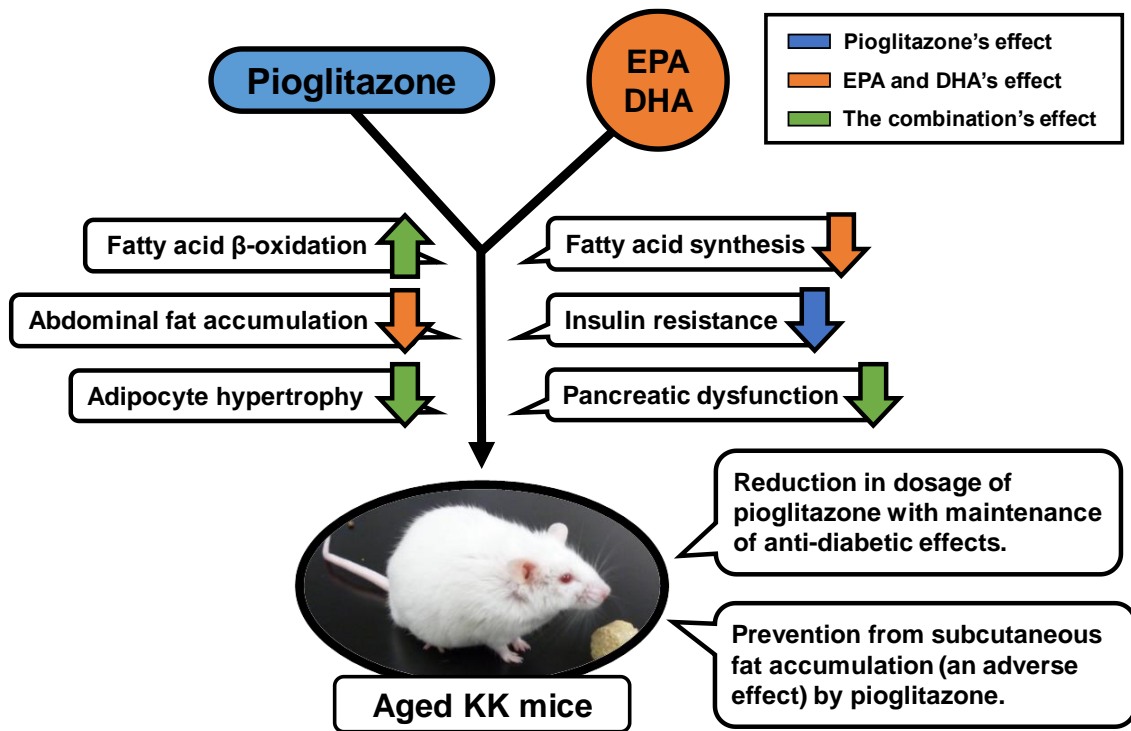 Pioglitazone
EPA
DHA
Pioglitazone's effect
EPA and DHA's effect
The combination's effect
Fatty acid β-oxidation
Fatty acid synthesis
Abdominal fat accumulation
Insulin resistance
Adipocyte hypertrophy
Pancreatic dysfunction
Reduction in dosage of
pioglitazone with maintenance
of anti-diabetic effects.
Prevention from subcutaneous
fat accumulation (an adverse
effect) by pioglitazone.
Aged KK mice